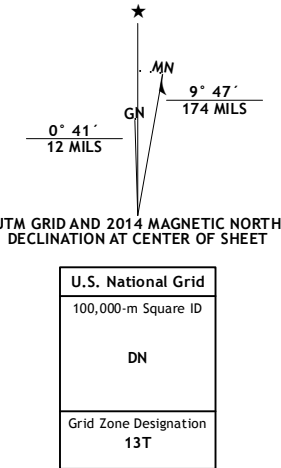 ★
MN
GN
9° 47´
174 MILS
0° 41´
12 MILS
UTM GRID AND 2014 MAGNETIC NORTH
DECLINATION AT CENTER OF SHEET
U.S. National Grid
100,000-m Square ID
DN
Grid Zone Designation
13T